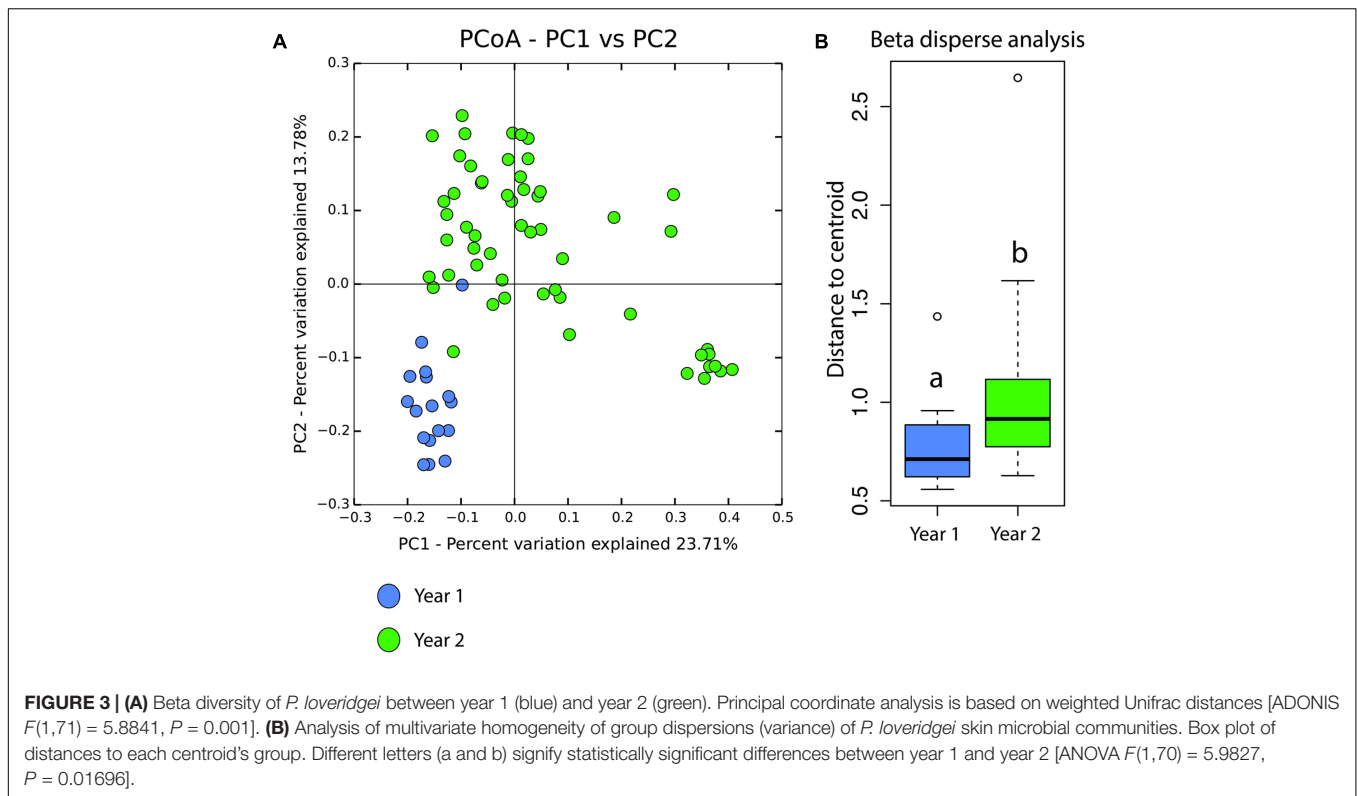 A
PCoA - PC1 vs PC2
B
Beta disperse analysis
0.3
0.2
0.1
0.0
−0.1
−0.2
−0.3
PC2 - Percent variation explained 13.78%
−0.3 −0.2 −0.1 0.0 0.1 0.2 0.3 0.4 0.5
PC1 - Percent variation explained 23.71%
Year 1
Year 2
2.5
2.0
1.5
1.0
0.5
Distance to centroid
a
b
Year 1 Year 2
FIGURE 3 | (A) Beta diversity of P. loveridgei between year 1 (blue) and year 2 (green). Principal coordinate analysis is based on weighted Unifrac distances [ADONIS
F(1,71) = 5.8841, P = 0.001]. (B) Analysis of multivariate homogeneity of group dispersions (variance) of P. loveridgei skin microbial communities. Box plot of
distances to each centroid's group. Different letters (a and b) signify statistically significant differences between year 1 and year 2 [ANOVA F(1,70) = 5.9827,
P = 0.01696].